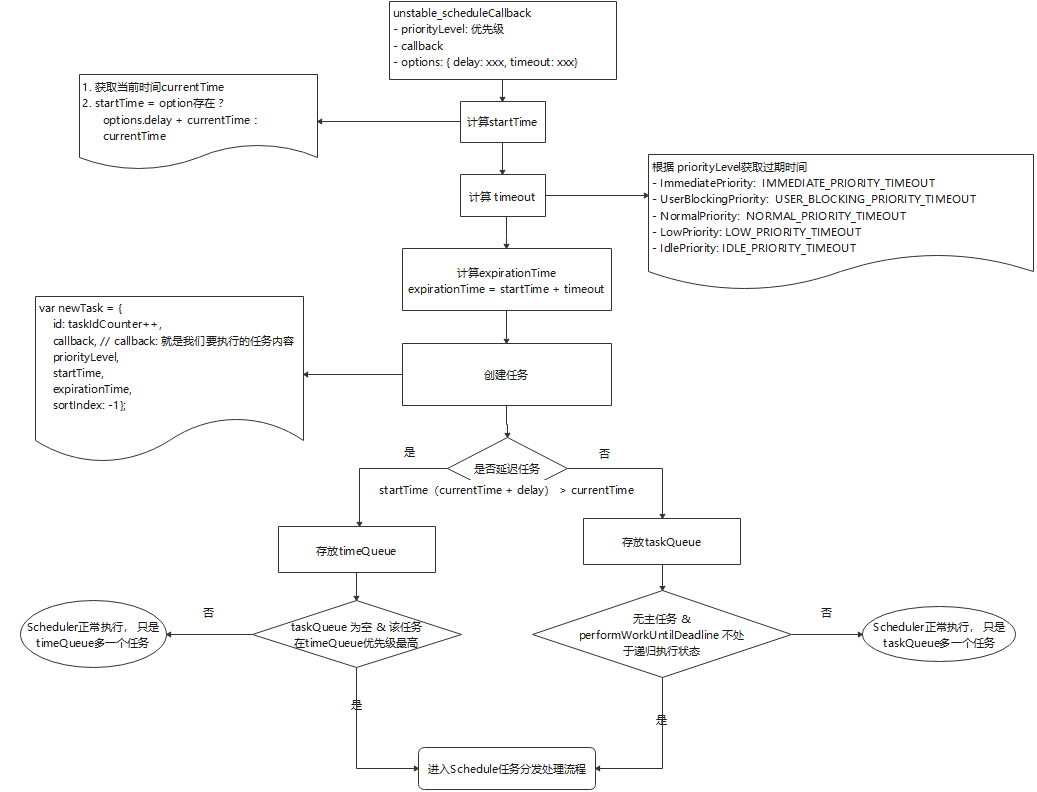 unstable_scheduleCallback
- priorityLevel: 优先级
- callback
- options: { delay: xxx, timeout: xxx}
1. 获取当前时间currentTime
2. startTime = option存在 ?
options.delay + currentTime :
currentTime
计算startTime
计算 timeout
根据 priorityLevel获取过期时间
- ImmediatePriority: IMMEDIATE_PRIORITY_TIMEOUT
- UserBlockingPriority: USER_BLOCKING_PRIORITY_TIMEOUT
- NormalPriority: NORMAL_PRIORITY_TIMEOUT
- LowPriority: LOW_PRIORITY_TIMEOUT
- IdlePriority: IDLE_PRIORITY_TIMEOUT
计算expirationTime
expirationTime = startTime + timeout
var newTask = {
id: taskIdCounter++,
callback, // callback: 就是我们要执行的任务内容
priorityLevel,
startTime,
expirationTime,
sortIndex: -1};
创建任务
是
否
是否延迟任务
startTime（currentTime + delay） > currentTime
存放timeQueue
存放taskQueue
否
taskQueue 为空 & 该任务
在timeQueue优先级最高
Scheduler正常执行， 只是
timeQueue多一个任务
无主任务 &
performWorkUntilDeadline 不处
于递归执行状态
否
Scheduler正常执行， 只是
taskQueue多一个任务
是
是
进入Schedule任务分发处理流程